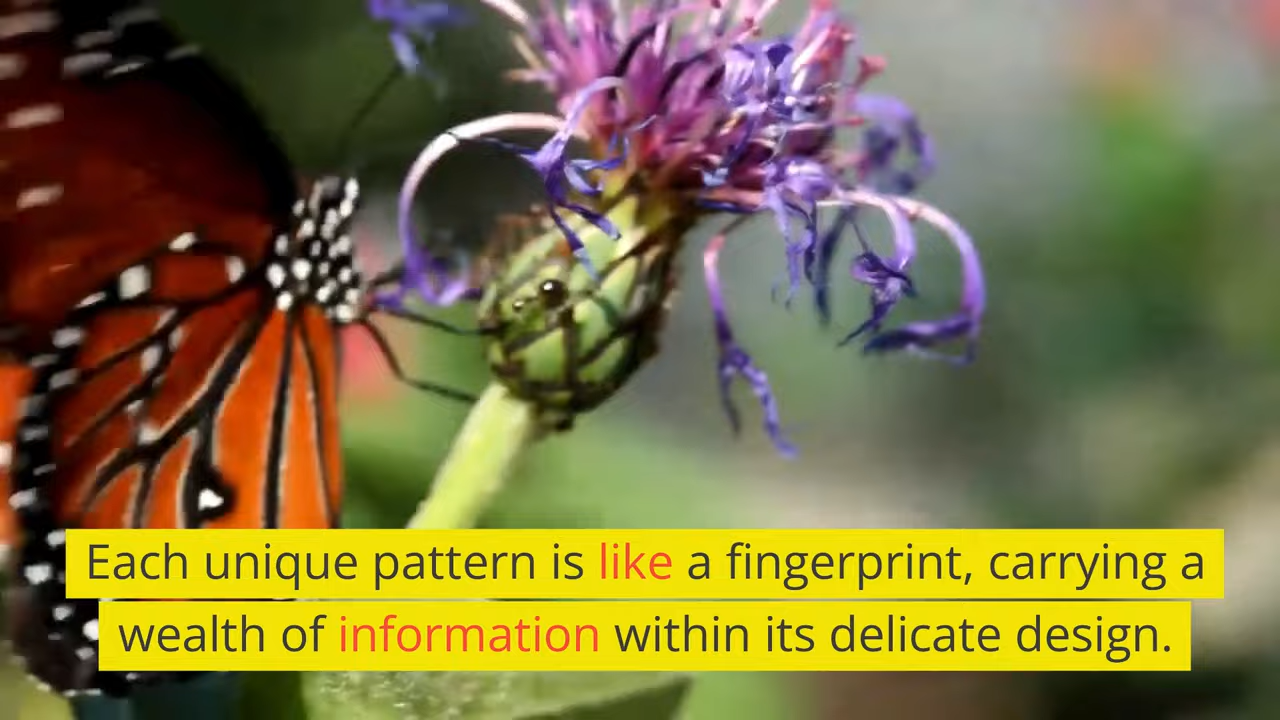 Each unique pattern is like a fingerprint, carrying a
wealth of information within its delicate design.